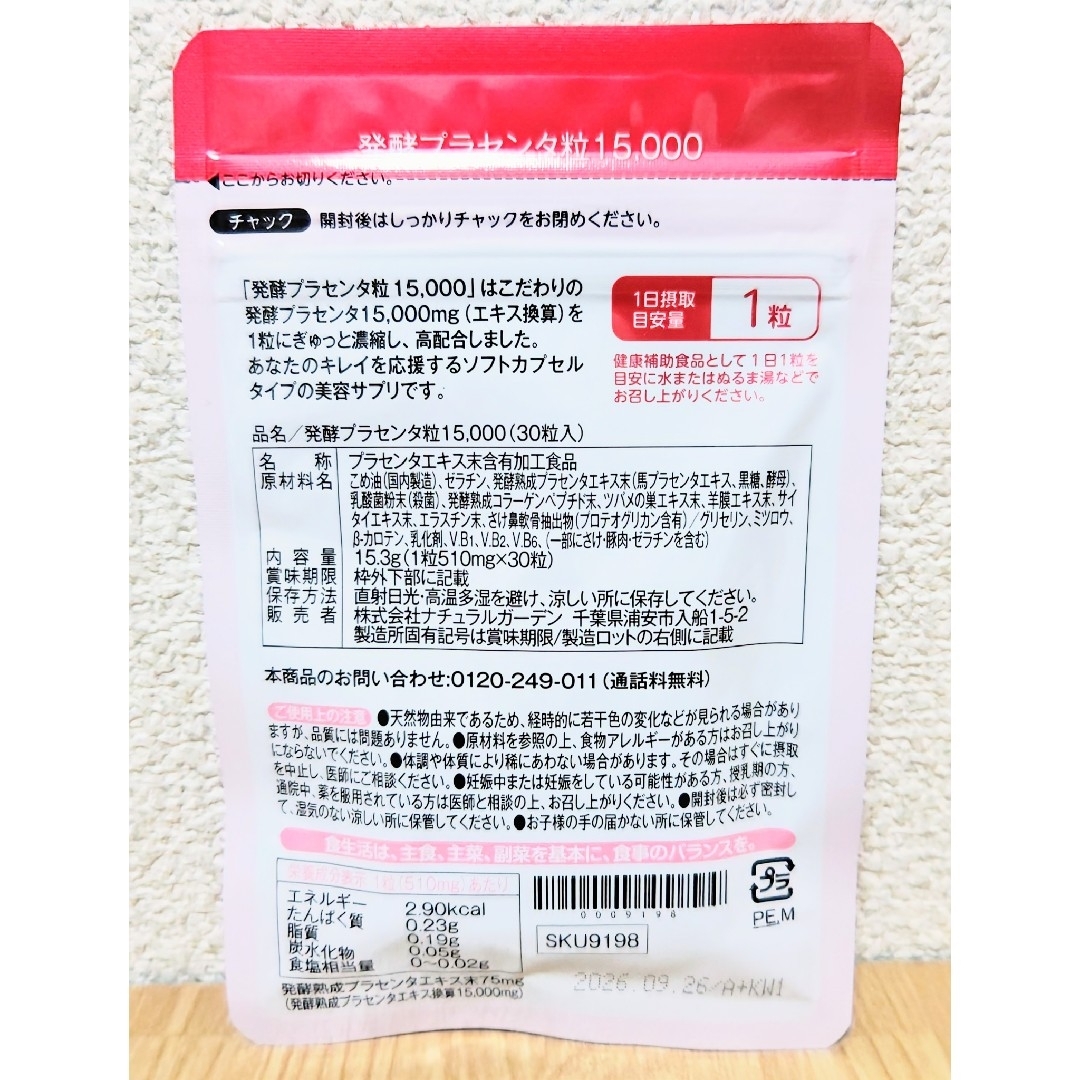 発酵プラセンタ粒15,000
◀ここからお切りください。
チャック 開封後はしっかりチャックをお閉めください。
「発酵プラセンタ粒15,000」はこだわりの
発酵プラセンタ15,000mg(エキス換算)を
1粒にぎゅっと濃縮し、高配合しました。
あなたのキレイを応援するソフトカプセル
タイプの美容サプリです。
1日摂取
目安量
1粒
健康補助食品として1日1粒を
目安に水またはぬるま湯などで
お召し上がりください。
品名/発酵プラセンタ粒15,000(30粒入)
名称 プラセンタエキス末含有加工食品
原材料名 こめ油(国内製造)、ゼラチン、発酵熟成プラセンタエキス末(馬プラセンタエキス、黒糖、酵母)、
乳酸菌粉末(殺菌)、発酵熟成コラーゲンペプチド末、ツバメの巣エキス末、羊膜エキス末、サイ
タイエキス末、エラスチン末、さけ鼻軟骨抽出物(プロテオグリカン含有)/グリセリン、ミツロウ、
β-カロテン、乳化剤、V.B1、V.B2、V.B6、(一部にさけ・豚肉・ゼラチンを含む)
内容量 15.3g(1粒510mg×30粒)
賞味期限 枠外下部に記載
保存方法 直射日光・高温多湿を避け、涼しい所に保存してください。
販売者 株式会社ナチュラルガーデン 千葉県浦安市入船1-5-2
製造所固有記号は賞味期限/製造ロットの右側に記載
本商品のお問い合わせ:0120-249-011(通話料無料)
ご使用上の注意 ●天然物由来であるため、経時的に若干色の変化などが見られる場合があり
ますが、品質には問題ありません。●原材料を参照の上、食物アレルギーがある方はお召し上がり
にならないでください。●体調や体質により稀にあわない場合があります。その場合はすぐに摂取
を中止し、医師にご相談ください。●妊娠中または妊娠をしている可能性がある方、授乳期の方、
通院中、薬を服用されている方は医師と相談の上、お召し上がりください。●開封後は必ず密封し
て、湿気のない涼しい所に保管してください。●お子様の手の届かない所に保管してください。
食生活は、主食、主菜、副菜を基本に、食事のバランスを。
栄養成分表示 1粒(510mg)あたり
エネルギー 2.90kcal
たんぱく質 0.23g
脂質 0.19g
炭水化物 0.05g
食塩相当量 0~0.02g
発酵熟成プラセンタエキス末75mg
(発酵熟成プラセンタエキス換算15,000mg)
0009198
SKU9198
プラ
PE,M
2026.09.26/A+KW1